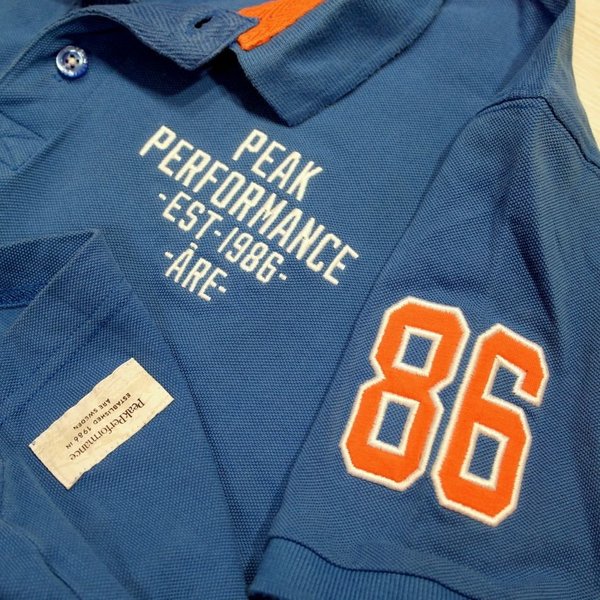 PEAK
PERFORMANCE
-EST-1986-
-ÅRE-
86
PeakPerformance
ESTABLISHED 1986 IN
ÅRE SWEDEN